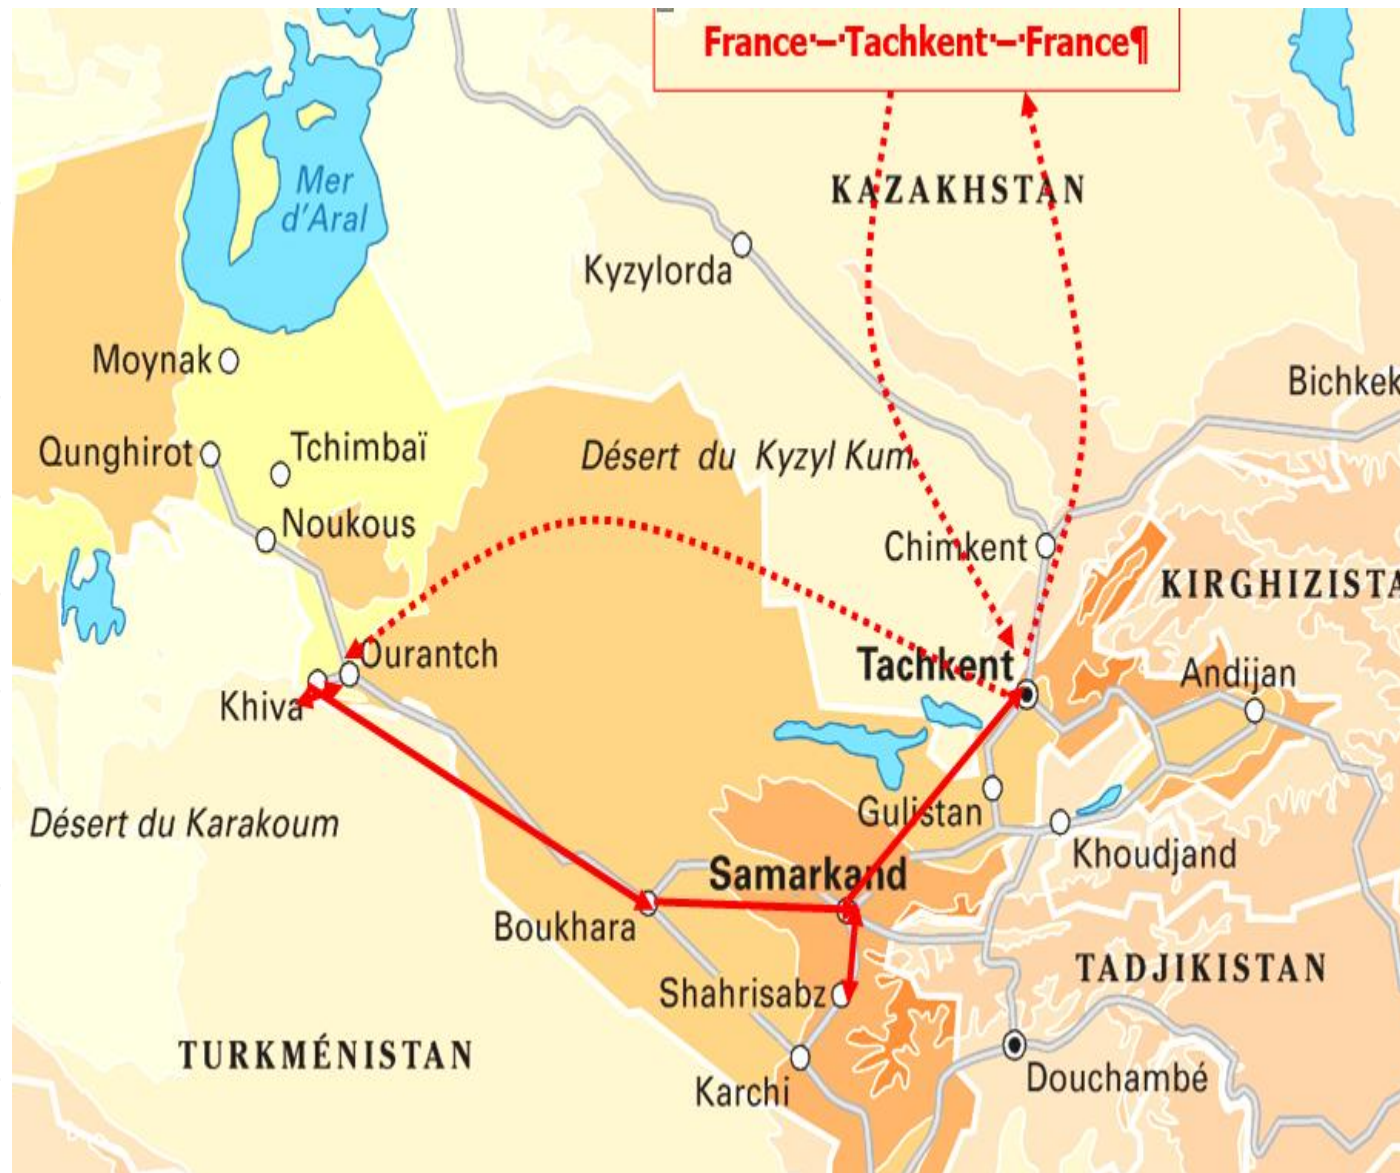 France·–·Tachkent·–·France¶
Mer
d'Aral
KAZAKHSTAN
Kyzylorda
Moynak
Bichkek
Qunghirot
Tchimbaï
Désert du Kyzyl Kum
Noukous
Chimkent
KIRGHIZISTA
Ourantch
Tachkent
Andijan
Khiva
Gulistan
Désert du Karakoum
Khoudjand
Samarkand
Boukhara
Shahrisabz
TADJIKISTAN
TURKMÉNISTAN
Karchi
Douchambé